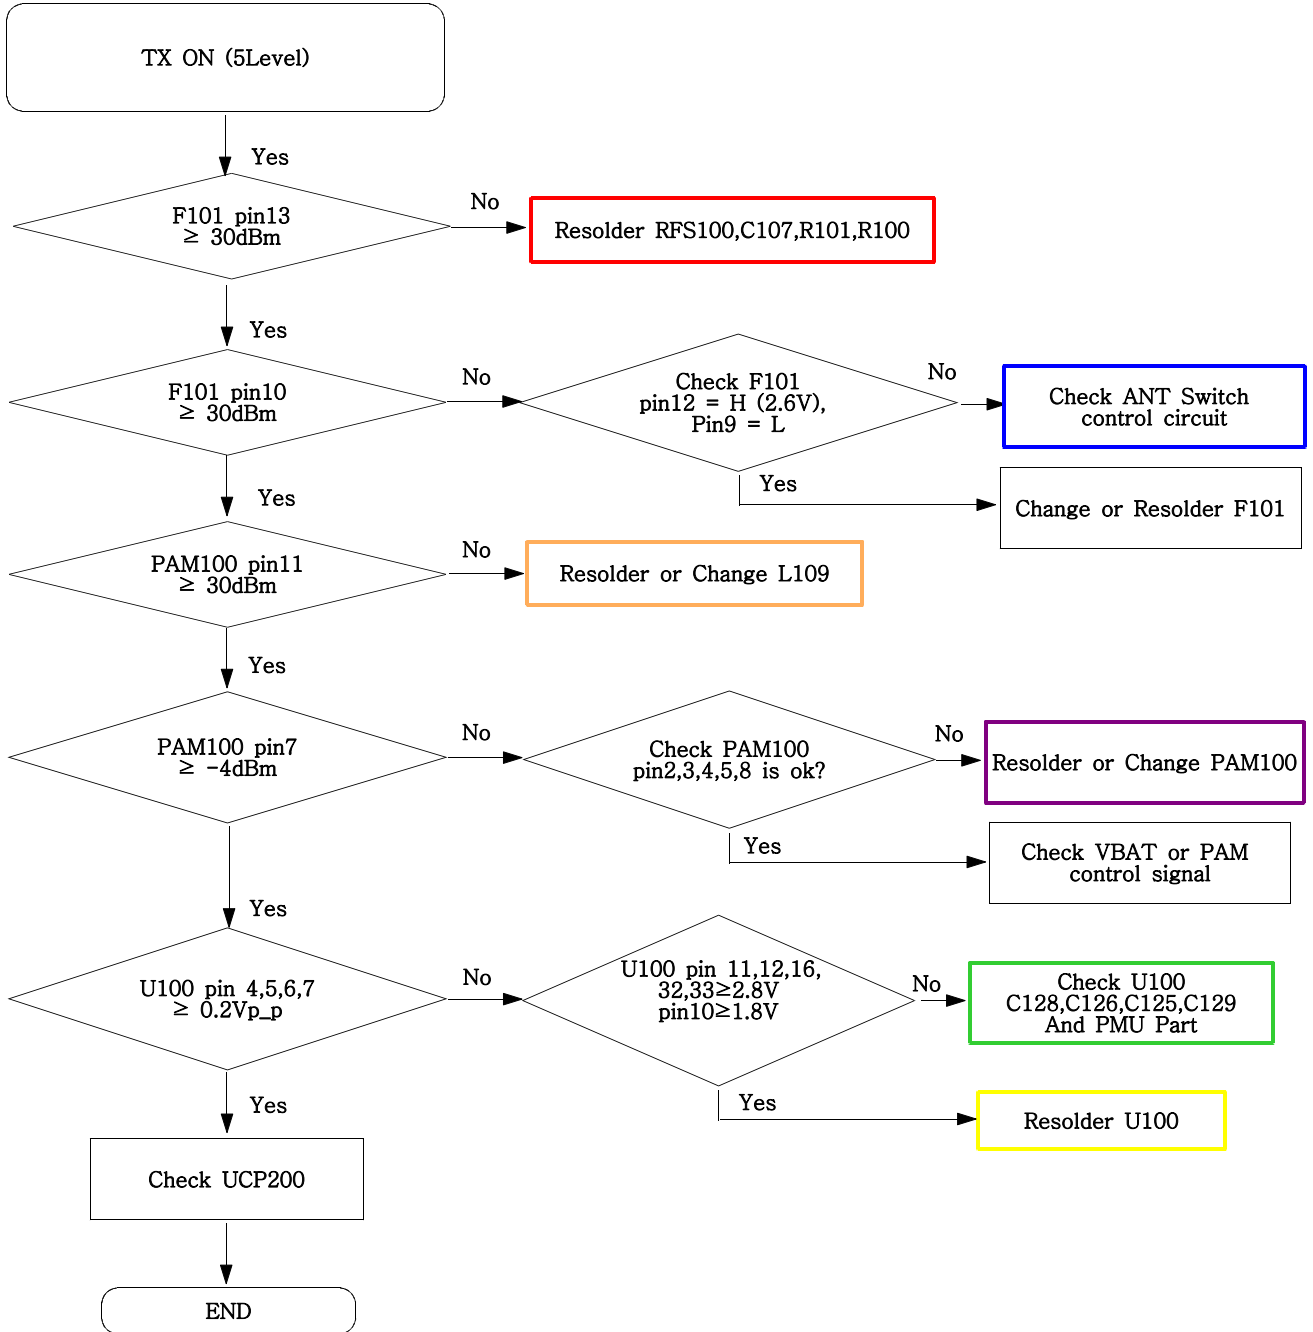 TX ON (5Level)
Yes
F101 pin13
≥ 30dBm
No
Resolder RFS100,C107,R101,R100
Yes
F101 pin10
≥ 30dBm
No
Check F101
pin12 = H (2.6V),
Pin9 = L
No
Check ANT Switch
control circuit
Yes
Change or Resolder F101
Yes
PAM100 pin11
≥ 30dBm
No
Resolder or Change L109
Yes
PAM100 pin7
≥ -4dBm
No
Check PAM100
pin2,3,4,5,8 is ok?
No
Resolder or Change PAM100
Yes
Check VBAT or PAM
control signal
Yes
U100 pin 4,5,6,7
≥ 0.2Vp_p
No
U100 pin 11,12,16,
32,33≥2.8V
pin10≥1.8V
No
Check U100
C128,C126,C125,C129
And PMU Part
Yes
Resolder U100
Yes
Check UCP200
END